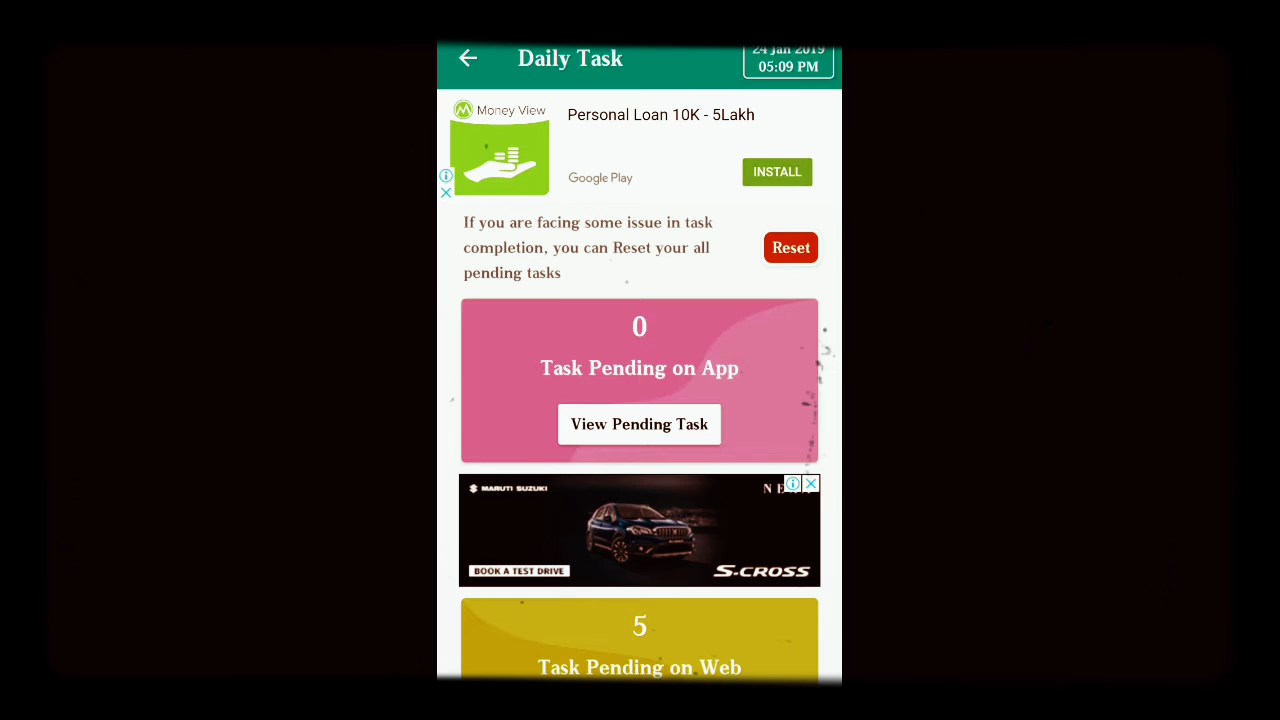 Daily Task
24 Jan 2019
05:09 PM
Money View
Personal Loan 10K - 5Lakh
Google Play
INSTALL
If you are facing some issue in task
completion, you can Reset your all
pending tasks
Reset
0
Task Pending on App
View Pending Task
MARUTI SUZUKI
BOOK A TEST DRIVE
S-CROSS
5
Task Pending on Web